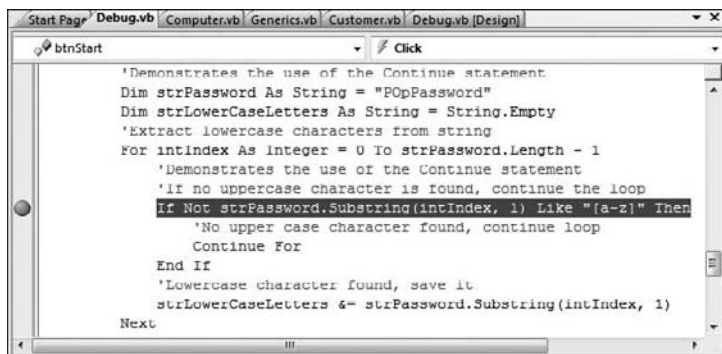 Start Page Debug.vb Computer.vb Generics.vb Customer.vb Debug.vb [Design]
btnStart Click
'Demonstrates the use of the Continue statement
Dim strPassword As String = "POpPassword"
Dim strLowerCaseLetters As String = String.Empty
'Extract lowercase characters from string
For intIndex As Integer = 0 To strPassword.Length - 1
'Demonstrates the use of the Continue statement
'If no uppercase character is found, continue the loop
If Not strPassword.Substring(intIndex, 1) Like "[a-z]" Then
'No upper case character found, continue loop
Continue For
End If
'Lowercase character found, save it
strLowerCaseLetters &= strPassword.Substring(intIndex, 1)
Next